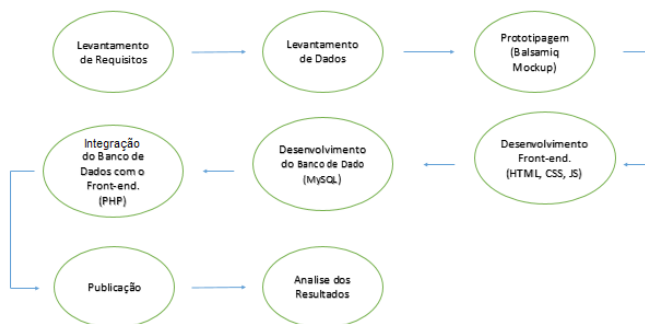 Levantamento
de Requisitos
Levantamento
de Dados
Prototipagem
(Balsamiq
Mockup)
Desenvolvimento
Front-end.
(HTML, CSS, JS)
Desenvolvimento
do Banco de Dado
(MySQL)
Integração
do Banco de
Dados com o
Front-end.
(PHP)
Publicação
Analise dos
Resultados